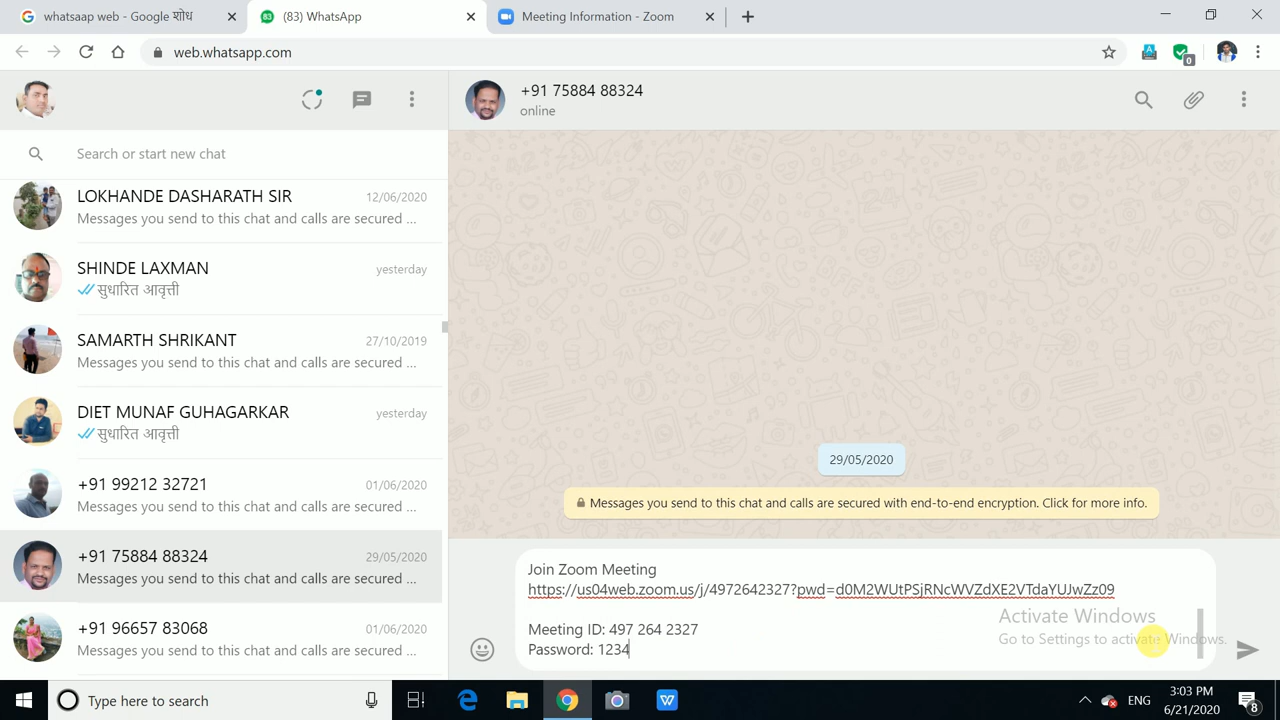 whatsaap web - Google शोध
(83) WhatsApp
Meeting Information - Zoom
web.whatsapp.com
0
+91 75884 88324
online
Search or start new chat
LOKHANDE DASHARATH SIR 12/06/2020
Messages you send to this chat and calls are secured ...
SHINDE LAXMAN yesterday
सुधारित आवृत्ती
SAMARTH SHRIKANT 27/10/2019
Messages you send to this chat and calls are secured ...
DIET MUNAF GUHAGARKAR yesterday
सुधारित आवृत्ती
+91 99212 32721 01/06/2020
Messages you send to this chat and calls are secured ...
+91 75884 88324 29/05/2020
Messages you send to this chat and calls are secured ...
+91 96657 83068 01/06/2020
Messages you send to this chat and calls are secured ...
29/05/2020
Messages you send to this chat and calls are secured with end-to-end encryption. Click for more info.
Join Zoom Meeting
https://us04web.zoom.us/j/4972642327?pwd=d0M2WUtPSjRNcWVZdXE2VTdaYUJwZz09
Meeting ID: 497 264 2327
Password: 1234
Activate Windows
Go to Settings to activate Windows.
Type here to search
ENG
3:03 PM
6/21/2020
8